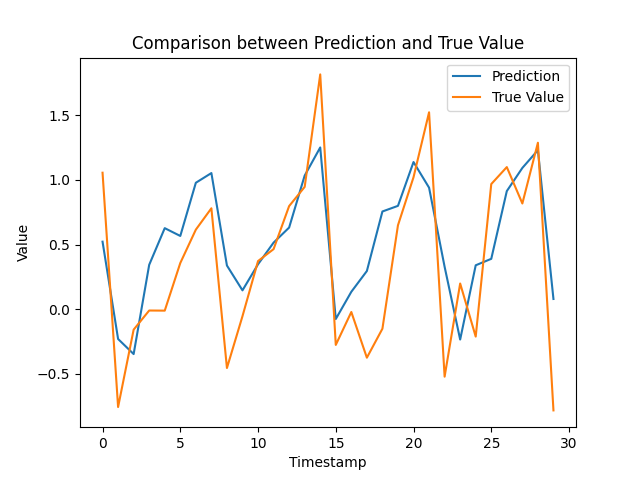 Comparison between Prediction and True Value
Prediction
True Value
1.5
1.0
0.5
0.0
−0.5
Value
0 5 10 15 20 25 30
Timestamp